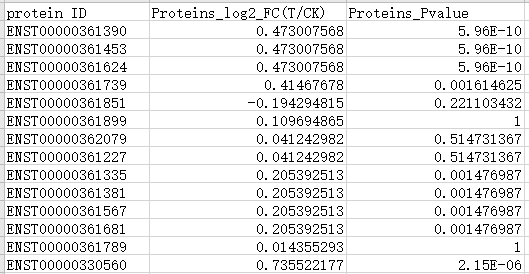 protein ID Proteins_log2_FC(T/CK) Proteins_Pvalue
ENST00000361390 0.473007568 5.96E-10
ENST00000361453 0.473007568 5.96E-10
ENST00000361624 0.473007568 5.96E-10
ENST00000361739 0.41467678 0.001614625
ENST00000361851 -0.194294815 0.221103432
ENST00000361899 0.109694865 1
ENST00000362079 0.041242982 0.514731367
ENST00000361227 0.041242982 0.514731367
ENST00000361335 0.205392513 0.001476987
ENST00000361381 0.205392513 0.001476987
ENST00000361567 0.205392513 0.001476987
ENST00000361681 0.205392513 0.001476987
ENST00000361789 0.014355293 1
ENST00000330560 0.735522177 2.15E-06